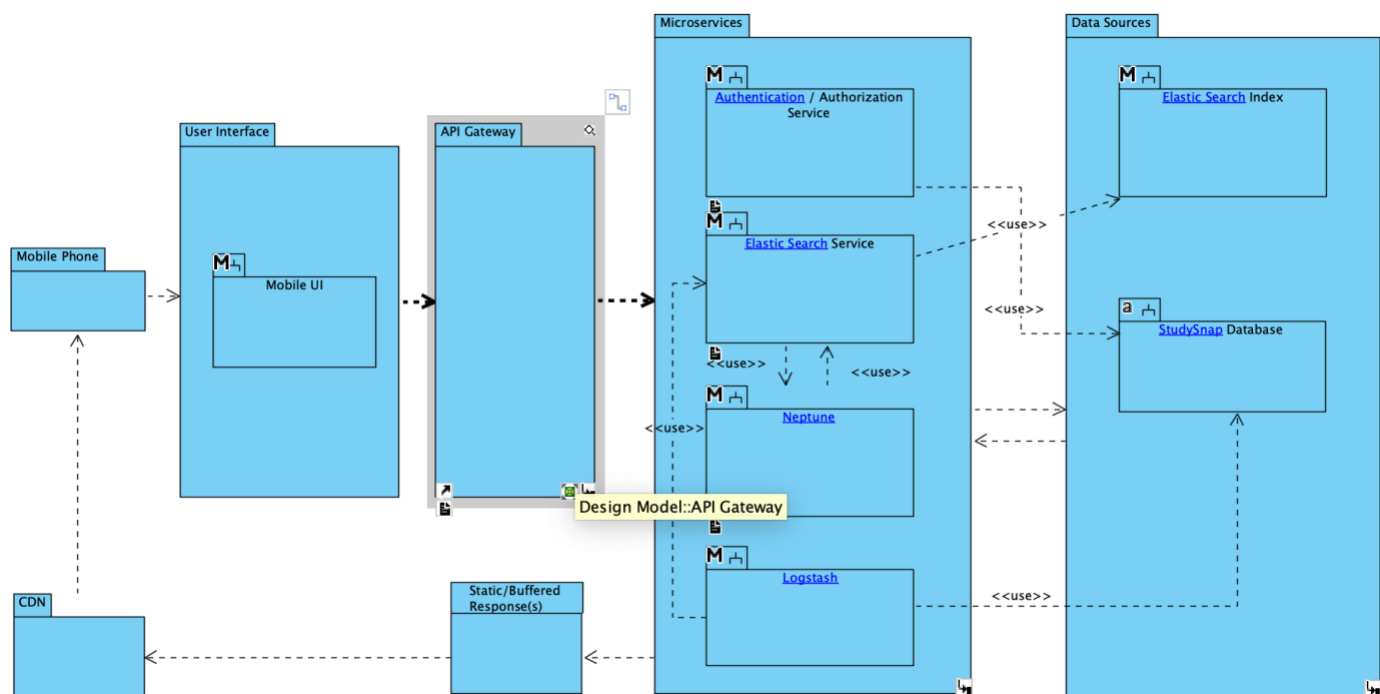 Microservices
Data Sources
M
Authentication / Authorization
Service
M
Elastic Search Index
User Interface
API Gateway
<<use>>
M
Elastic Search Service
Mobile Phone
M
Mobile UI
<<use>>
a
StudySnap Database
<<use>>
<<use>>
M
Neptune
<<use>>
Design Model::API Gateway
M
Logstash
<<use>>
CDN
Static/Buffered
Response(s)